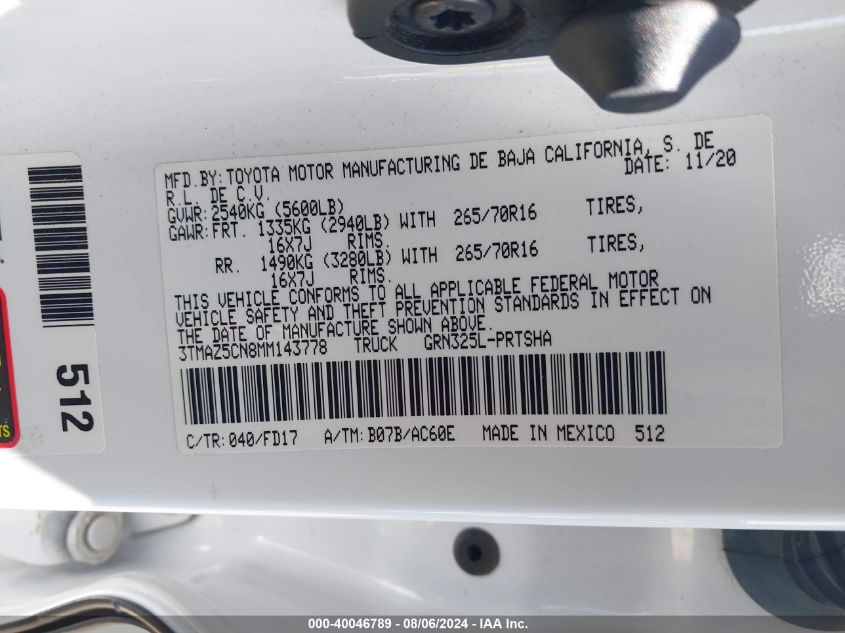 MFD.BY:TOYOTA MOTOR MANUFACTURING DE BAJA CALIFORNIA, S. DE
R.L. DE C.V. DATE: 11/20
GVWR:2540KG (5600LB)
GAWR:FRT. 1335KG (2940LB) WITH 265/70R16 TIRES,
16X7J RIMS.
RR. 1490KG (3280LB) WITH 265/70R16 TIRES,
16X7J RIMS.
THIS VEHICLE CONFORMS TO ALL APPLICABLE FEDERAL MOTOR
VEHICLE SAFETY AND THEFT PREVENTION STANDARDS IN EFFECT ON
THE DATE OF MANUFACTURE SHOWN ABOVE.
3TMAZ5CN8MM143778 TRUCK GRN325L-PRTSHA
C/TR:040/FD17 A/TM:B07B/AC60E MADE IN MEXICO 512
512
TS
000-40046789 - 08/06/2024 - IAA Inc.